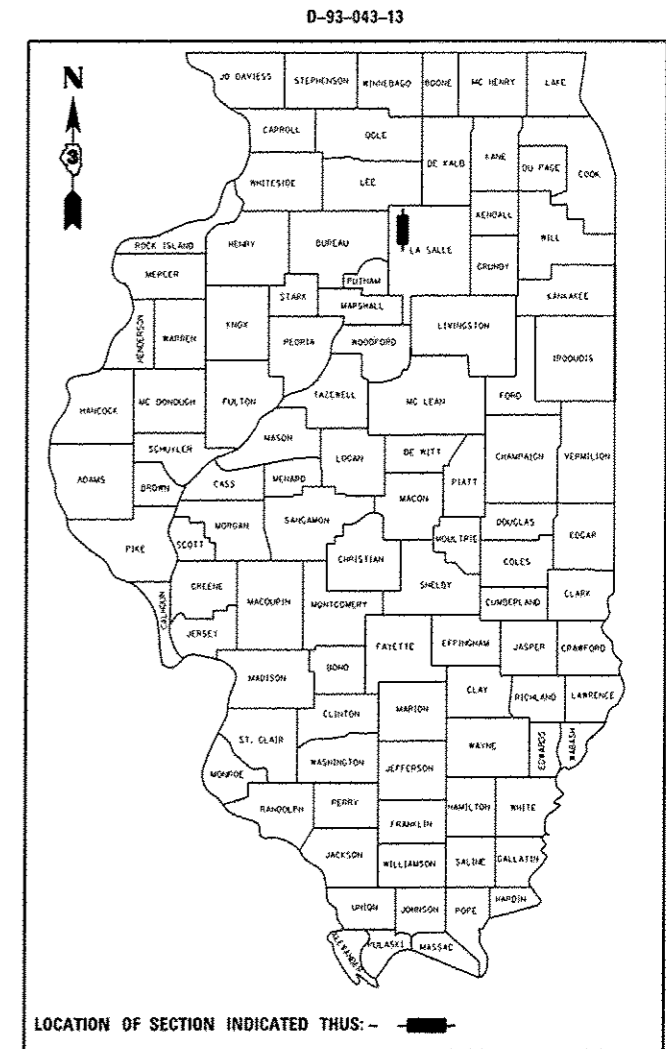 D-93-043-13
N
3
JO DAVIESS STEPHENSON WINNEBAGO BOONE MC HENRY LAKE
CARROLL OGLE
DE KALB KANE DU PAGE COOK
WHITESIDE LEE
KENDALL
ROCK ISLAND HENRY BUREAU LA SALLE WILL
GRUNDY
MERCER PUTNAM
STARK MARSHALL KANKAKEE
HENDERSON WARREN KNOX LIVINGSTON
PEORIA WOODFORD IROQUOIS
HANCOCK MC DONOUGH FULTON TAZEWELL MC LEAN FORD
MASON
SCHUYLER LOGAN DE WITT CHAMPAIGN VERMILION
ADAMS BROWN CASS MENARD PIATT
MACON
MORGAN SANGAMON DOUGLAS
PIKE SCOTT MOULTRIE EDGAR
CHRISTIAN COLES
GREENE SHELBY
CALHOUN MACOUPIN MONTGOMERY CUMBERLAND CLARK
JERSEY
FAYETTE EFFINGHAM JASPER CRAWFORD
MADISON BOND
CLAY RICHLAND LAWRENCE
CLINTON MARION
ST. CLAIR WAYNE EDWARDS WABASH
WASHINGTON JEFFERSON
MONROE
RANDOLPH PERRY HAMILTON WHITE
FRANKLIN
JACKSON WILLIAMSON SALINE GALLATIN
UNION JOHNSON POPE HARDIN
ALEXANDER PULASKI MASSAC
LOCATION OF SECTION INDICATED THUS: -